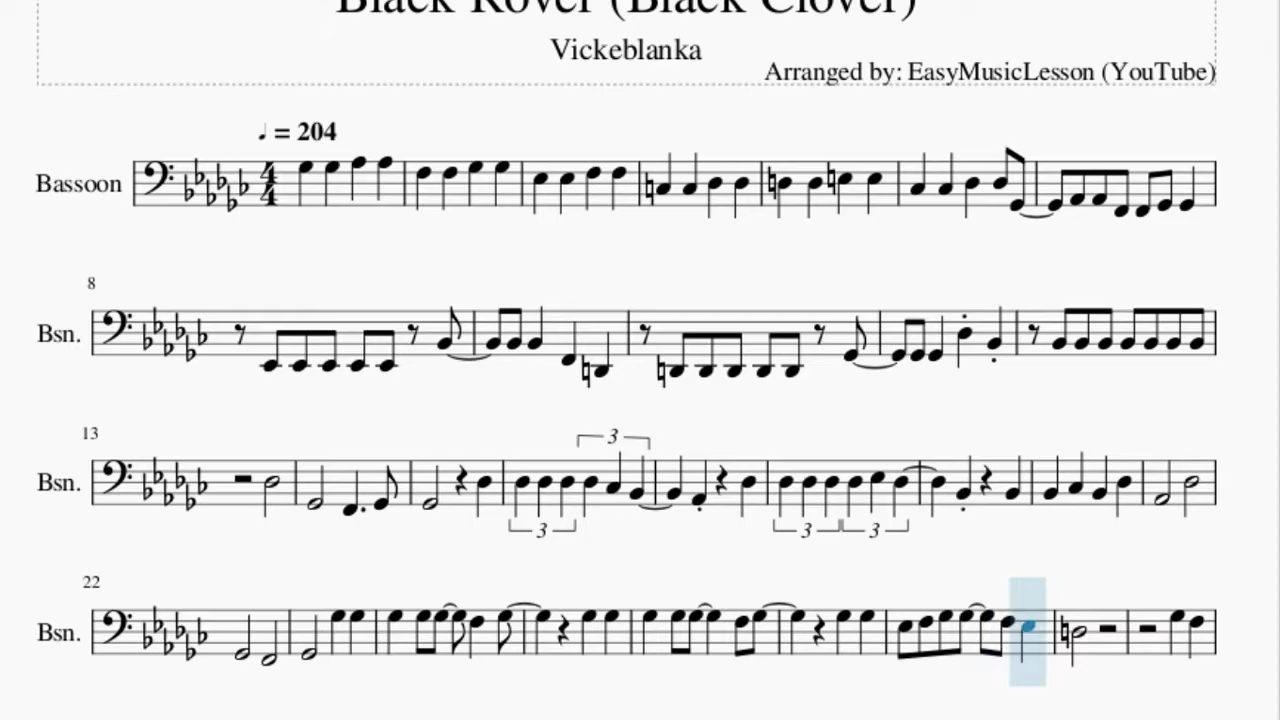 Black Rover (Black Clover)
Vickeblanka
Arranged by: EasyMusicLesson (YouTube)
♩ = 204
Bassoon
4
4
8
Bsn.
13
3
Bsn.
3
3
3
22
Bsn.